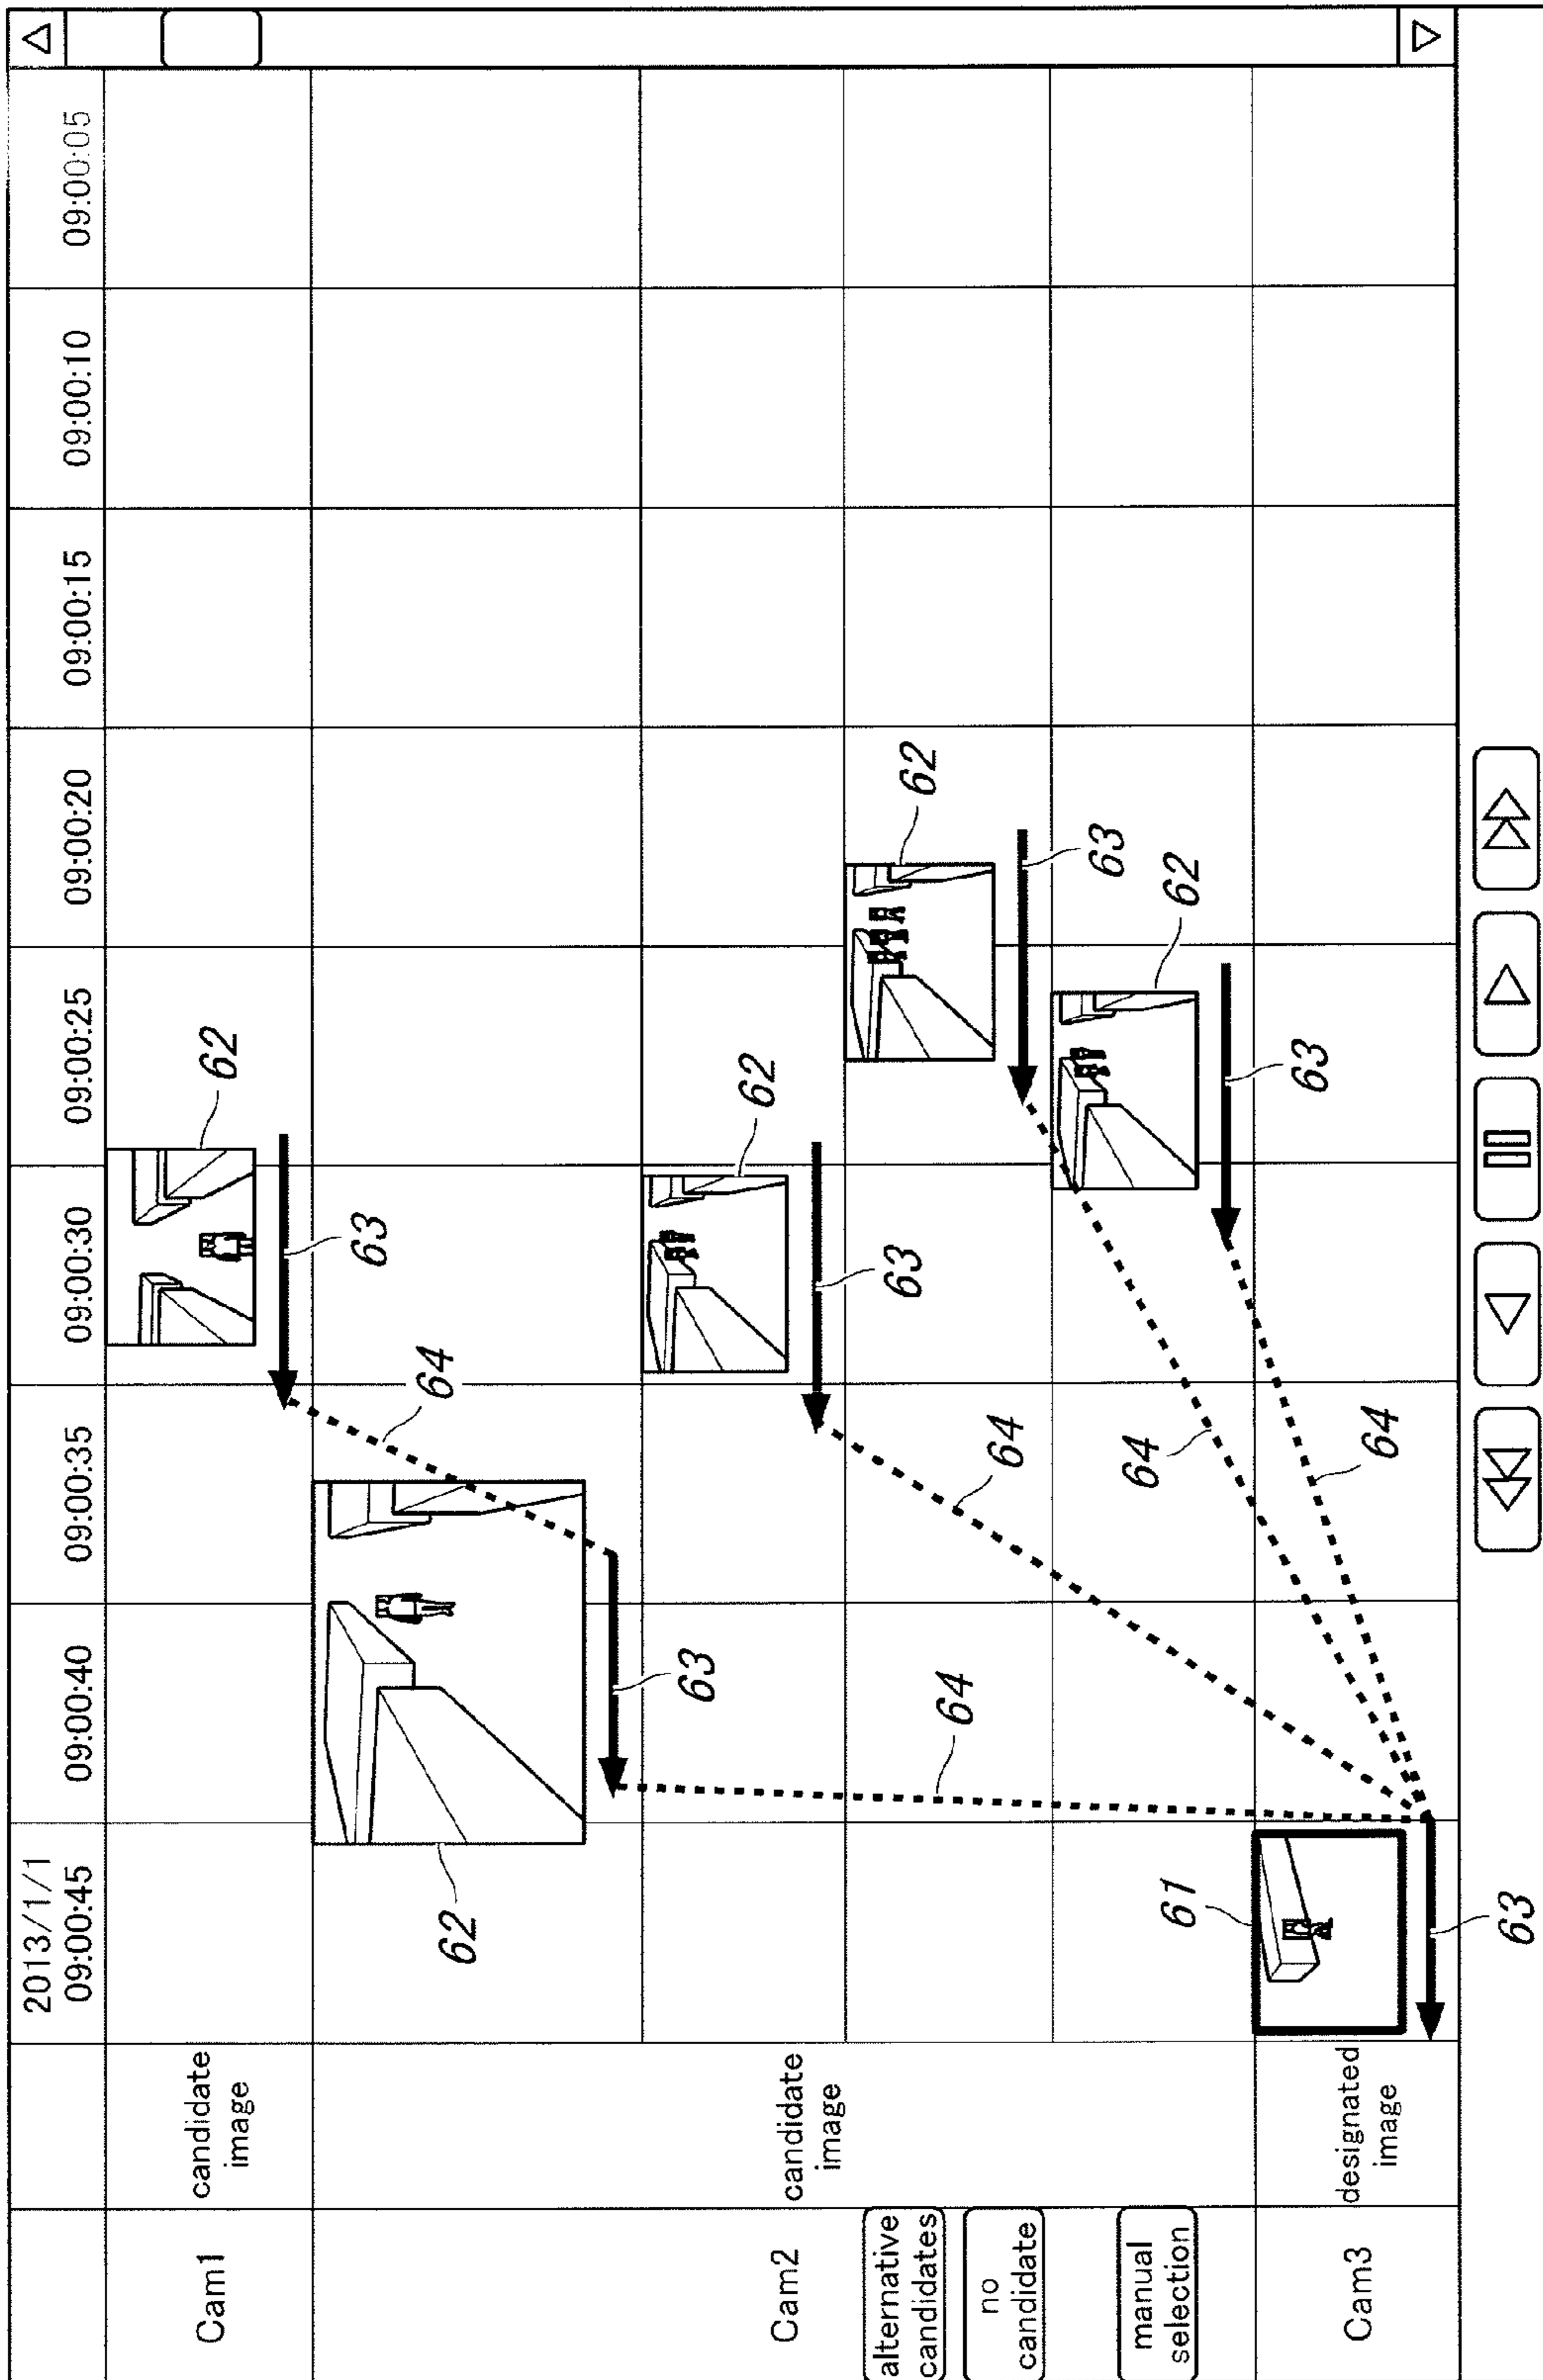 2013/1/1
09:00:45 09:00:40 09:00:35 09:00:30 09:00:25 09:00:20 09:00:15 09:00:10 09:00:05
Cam1
candidate
image
62
63
64
62
63
Cam2
candidate
image
62
63
64
64
62
63
alternative
candidates
no
candidate
manual
selection
64
62
63
64
61
Cam3
designated
image
63